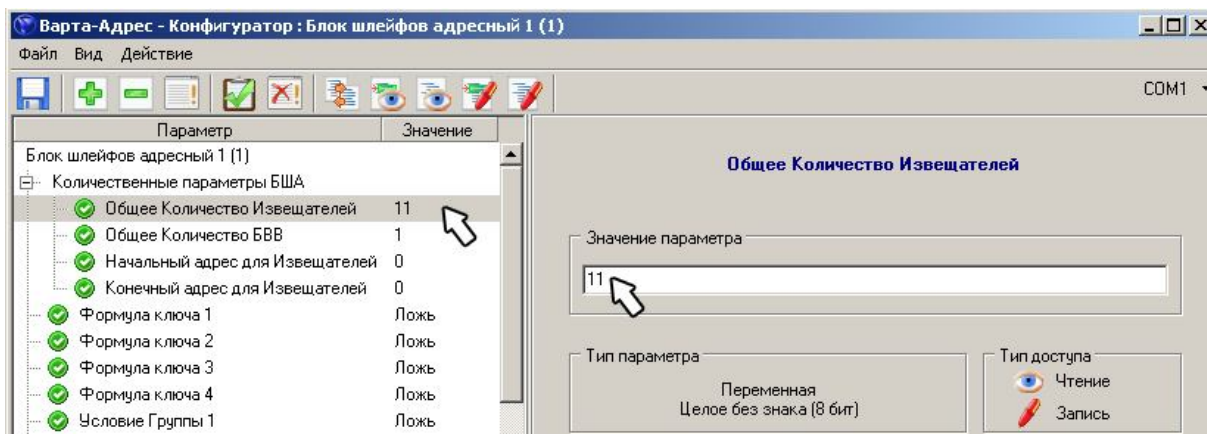 Варта-Адрес - Конфигуратор : Блок шлейфов адресный 1 (1)
Файл Вид Действие
COM1
Параметр Значение
Блок шлейфов адресный 1 (1)
Количественные параметры БША
Общее Количество Извещателей 11
Общее Количество БВВ 1
Начальный адрес для Извещателей 0
Конечный адрес для Извещателей 0
Формула ключа 1 Ложь
Формула ключа 2 Ложь
Формула ключа 3 Ложь
Формула ключа 4 Ложь
Условие Группы 1 Ложь
Общее Количество Извещателей
Значение параметра
11
Тип параметра
Переменная
Целое без знака (8 бит)
Тип доступа
Чтение
Запись